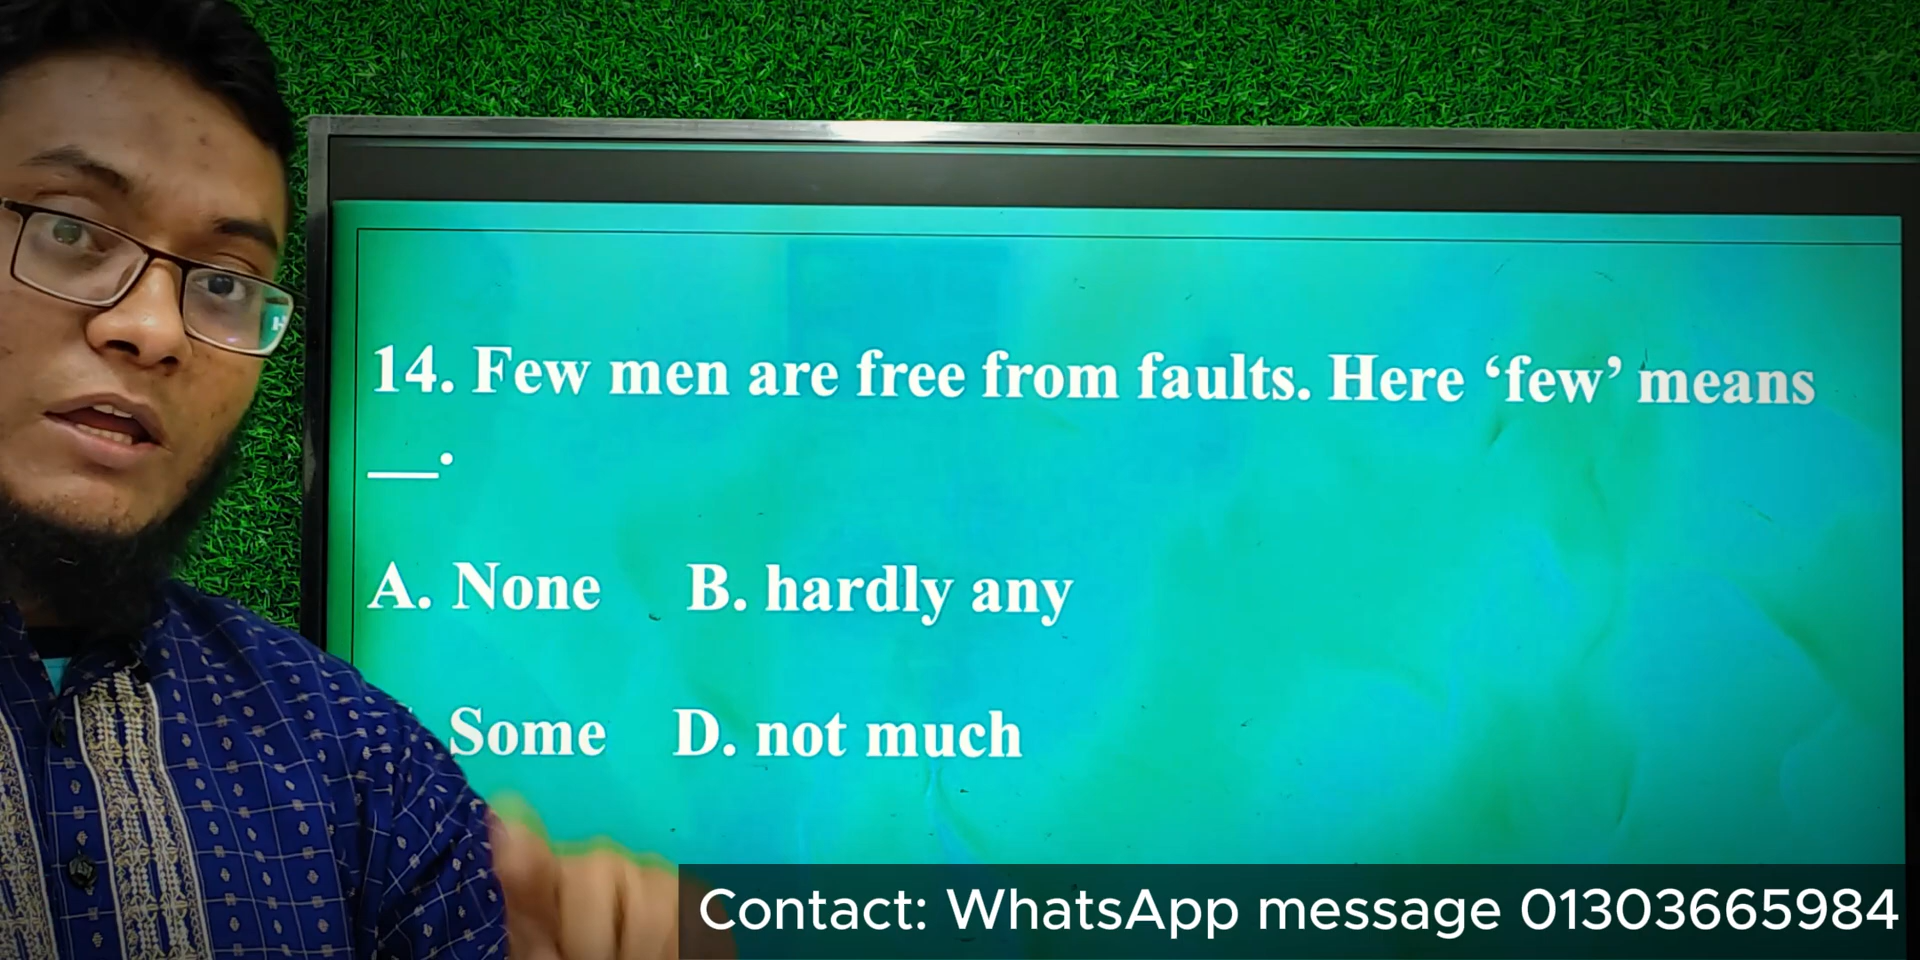 14. Few men are free from faults. Here ‘few’ means
___.
A. None B. hardly any
Some D. not much
Contact: WhatsApp message 01303665984